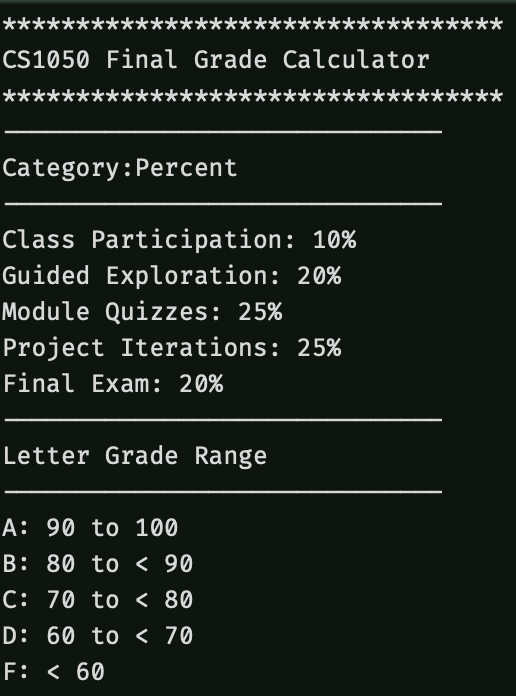 **********************************
CS1050 Final Grade Calculator
**********************************
——————————————————————————————
Category:Percent
——————————————————————————————
Class Participation: 10%
Guided Exploration: 20%
Module Quizzes: 25%
Project Iterations: 25%
Final Exam: 20%
——————————————————————————————
Letter Grade Range
——————————————————————————————
A: 90 to 100
B: 80 to < 90
C: 70 to < 80
D: 60 to < 70
F: < 60